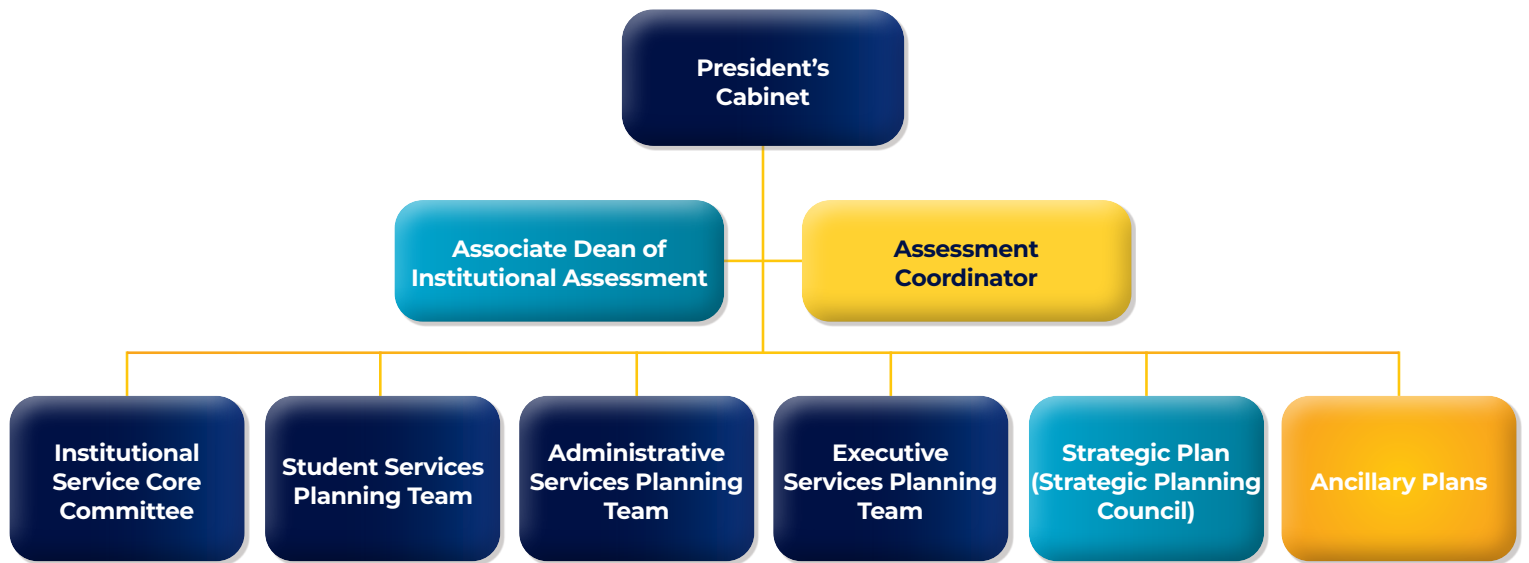 President’s
Cabinet
Associate Dean of
Institutional Assessment
Assessment
Coordinator
Institutional
Service Core
Committee
Student Services
Planning Team
Administrative
Services Planning
Team
Executive
Services Planning
Team
Strategic Plan
(Strategic Planning
Council)
Ancillary Plans